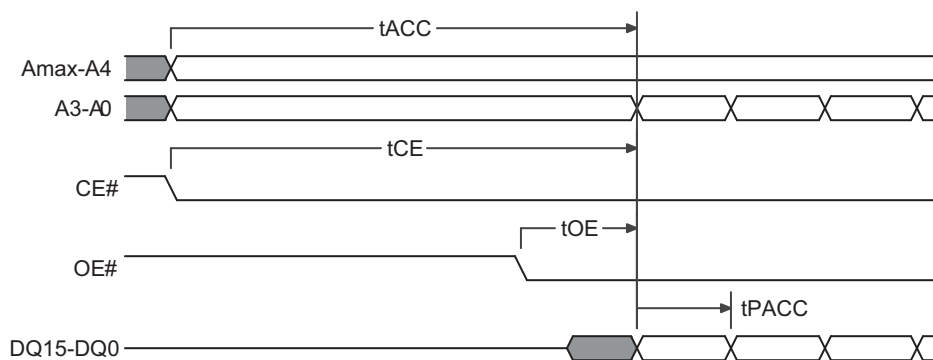 tACC
Amax-A4
A3-A0
tCE
CE#
tOE
OE#
tPACC
DQ15-DQ0